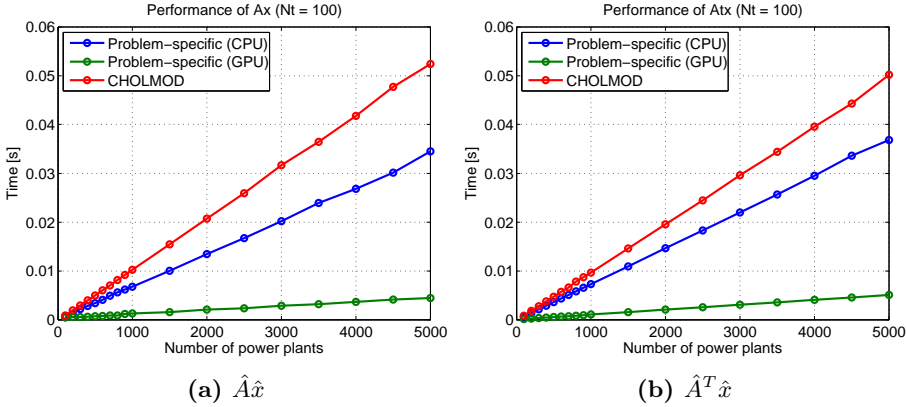 Performance of Ax (Nt = 100)
0.06
0.05
0.04
0.03
0.02
0.01
0
Time [s]
Problem−specific (CPU)
Problem−specific (GPU)
CHOLMOD
0 1000 2000 3000 4000 5000
Number of power plants
(a) Âx̂
Performance of Atx (Nt = 100)
0.06
0.05
0.04
0.03
0.02
0.01
0
Time [s]
Problem−specific (CPU)
Problem−specific (GPU)
CHOLMOD
0 1000 2000 3000 4000 5000
Number of power plants
(b) Â^T x̂